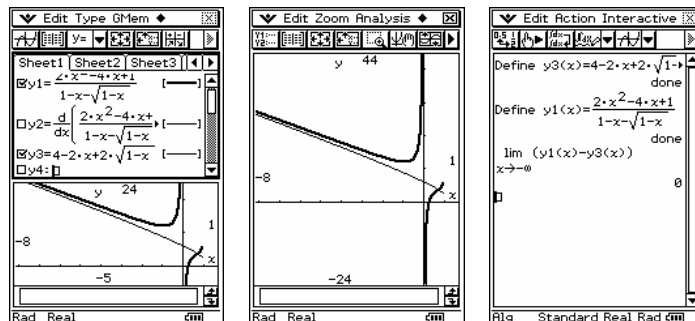 Edit Type GMem ◆
Y=
Sheet1 Sheet2 Sheet3
☑y1=2·x²-4·x+1/1-x-√1-x [—]
☐y2=d/dx(2·x²-4·x+/1-x-√1-x [—]
☑y3=4-2·x+2·√1-x [—]
☐y4:
y 24
1
-8
x
-5
Rad Real
Edit Zoom Analysis ◆
Y1:
Y2:
y 44
1
-8
x
-24
Rad Real
Edit Action Interactive
Define y3(x)=4-2·x+2·√1-
done
Define y1(x)=2·x²-4·x+1/1-x-√1-x
done
lim (y1(x)-y3(x))
x→-∞
0
Alg Standard Real Rad